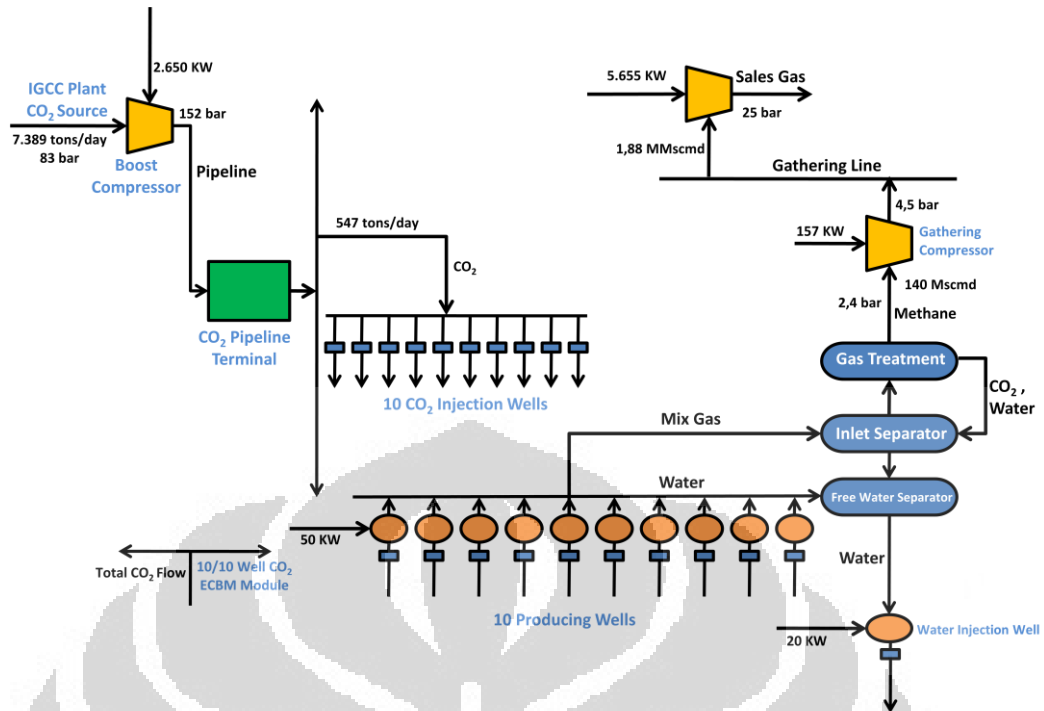 2.650 KW
IGCC Plant
CO₂ Source
152 bar
7.389 tons/day
83 bar
Boost
Compressor
Pipeline
CO₂ Pipeline
Terminal
547 tons/day
CO₂
10 CO₂ Injection Wells
5.655 KW
Sales Gas
25 bar
1,88 MMscmd
Gathering Line
4,5 bar
157 KW
Gathering
Compressor
140 Mscmd
2,4 bar
Methane
Gas Treatment
CO₂ ,
Water
Mix Gas
Inlet Separator
Water
Free Water Separator
50 KW
Water
Total CO₂ Flow
10/10 Well CO₂
ECBM Module
10 Producing Wells
Water Injection Well
20 KW